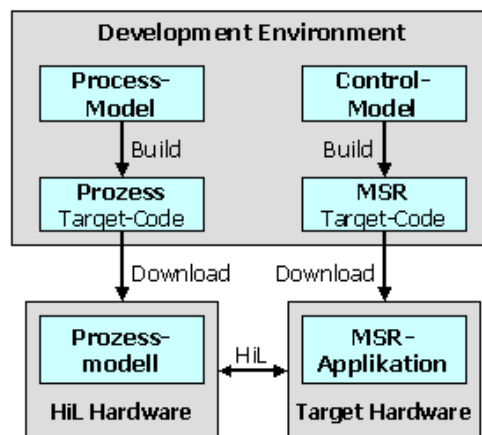 Development Environment
Process- Control-
Model Model
Build Build
Prozess MSR
Target-Code Target-Code
Download Download
Prozess- MSR-
modell Applikation
HiL
HiL Hardware Target Hardware